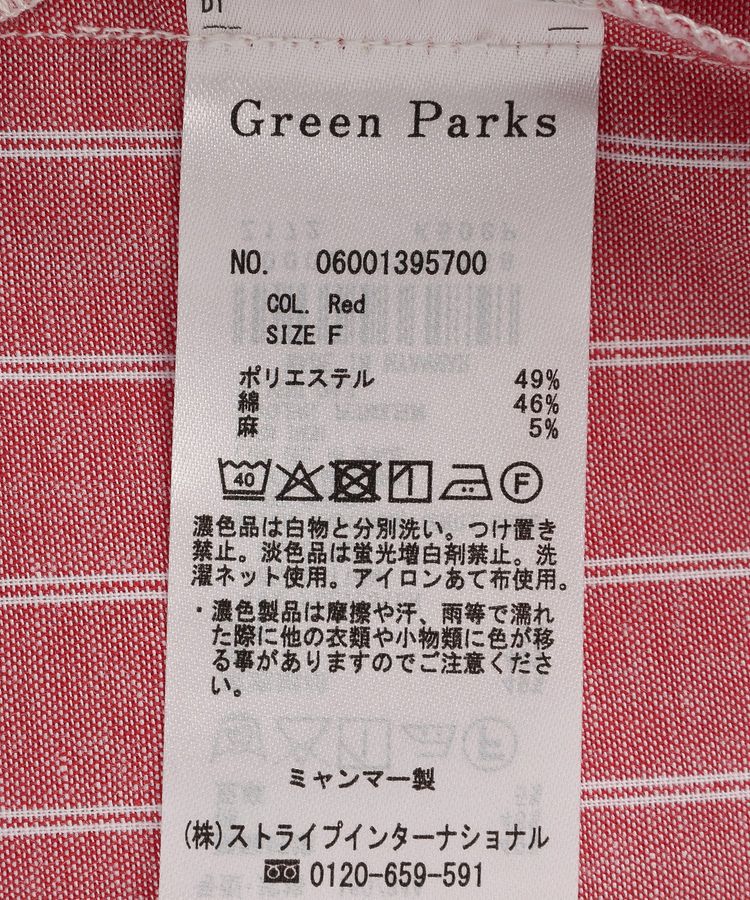 Green Parks
NO. 06001395700
COL. Red
SIZE F
ポリエステル 49%
綿 46%
麻 5%
40 F
濃色品は白物と分別洗い。つけ置き
禁止。淡色品は蛍光増白剤禁止。洗
濯ネット使用。アイロンあて布使用。
・濃色製品は摩擦や汗、雨等で濡れ
た際に他の衣類や小物類に色が移
る事がありますのでご注意くださ
い。
ミャンマー製
(株)ストライプインターナショナル
0120-659-591